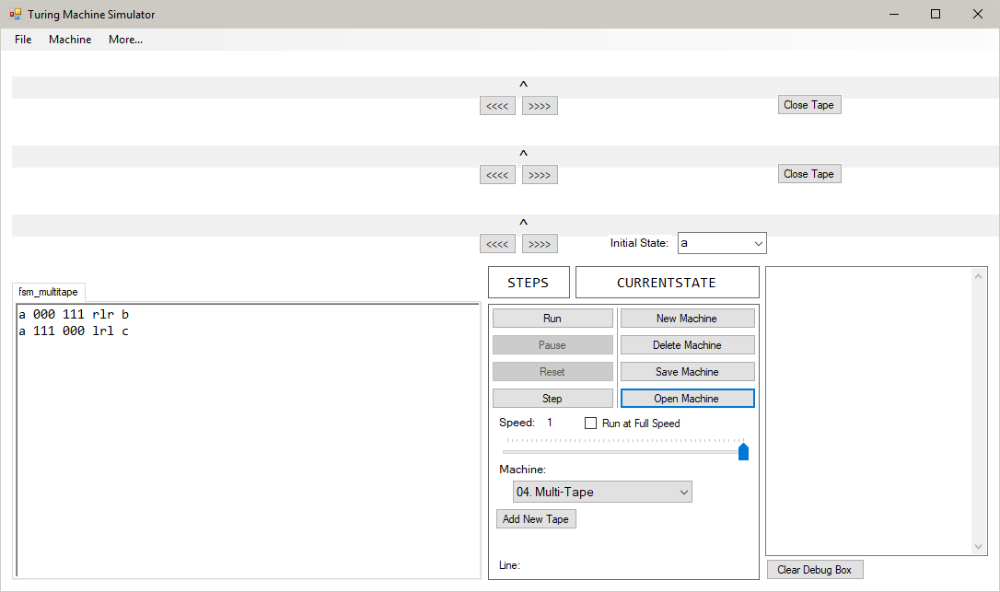 Turing Machine Simulator
File Machine More...
^
<<<< >>>> Close Tape
^
<<<< >>>> Close Tape
^
<<<< >>>> Initial State: a
fsm_multitape
a 000 111 rlr b
a 111 000 lrl c
STEPS CURRENTSTATE
Run New Machine
Pause Delete Machine
Reset Save Machine
Step Open Machine
Speed: 1 Run at Full Speed
Machine:
04. Multi-Tape
Add New Tape
Line:
Clear Debug Box